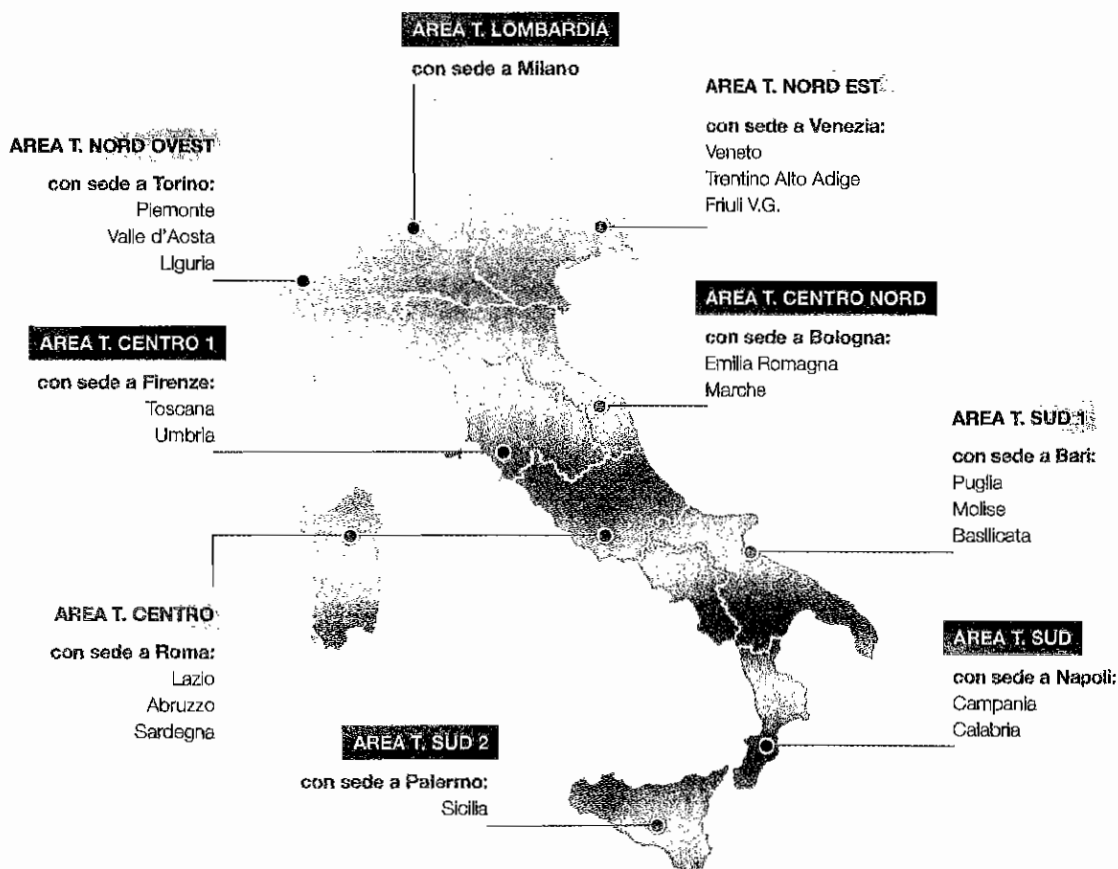 AREA T. LOMBARDIA
con sede a Milano
AREA T. NORD EST
con sede a Venezia:
Veneto
Trentino Alto Adige
Friuli V.G.
AREA T. NORD OVEST
con sede a Torino:
Piemonte
Valle d'Aosta
Liguria
AREA T. CENTRO NORD
con sede a Bologna:
Emilia Romagna
Marche
AREA T. CENTRO 1
con sede a Firenze:
Toscana
Umbria
AREA T. SUD 1
con sede a Bari:
Puglia
Molise
Basilicata
AREA T. CENTRO
con sede a Roma:
Lazio
Abruzzo
Sardegna
AREA T. SUD
con sede a Napoli:
Campania
Calabria
AREA T. SUD 2
con sede a Palermo:
Sicilia